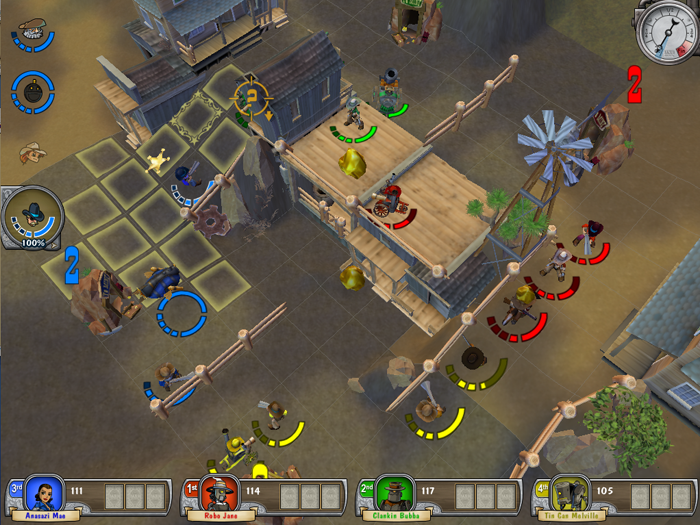 2
100%
2
3rd
111
1st
114
2nd
117
4th
105
Anasazi Mae
Robo Jane
Clankin Bubba
Tin Can Melville